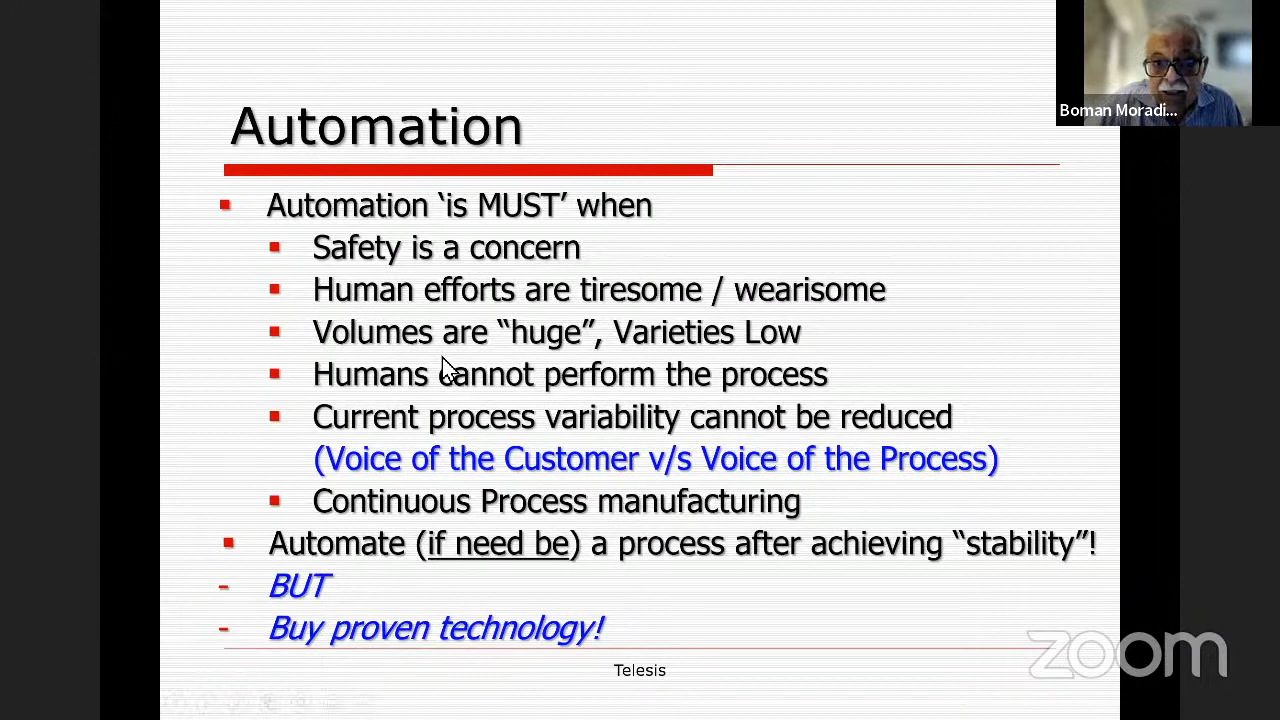 Automation
Boman Moradi...
Automation ‘is MUST’ when
Safety is a concern
Human efforts are tiresome / wearisome
Volumes are “huge”, Varieties Low
Humans cannot perform the process
Current process variability cannot be reduced
(Voice of the Customer v/s Voice of the Process)
Continuous Process manufacturing
Automate (if need be) a process after achieving “stability”!
- BUT
- Buy proven technology!
Telesis
zoom